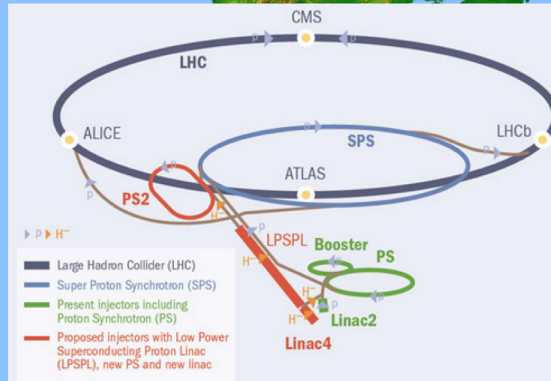 CMS
p
p
LHC
ALICE
LHCb
p
SPS
p
ATLAS
p
PS2
p
H⁻
p
p H⁻
LPSPL
H⁻
Booster
p
PS
p
H⁻
p
Linac2
H⁻
Linac4
Large Hadron Collider (LHC)
Super Proton Synchrotron (SPS)
Present injectors including
Proton Synchrotron (PS)
Proposed injectors with Low Power
Superconducting Proton Linac
(LPSPL), new PS and new linac